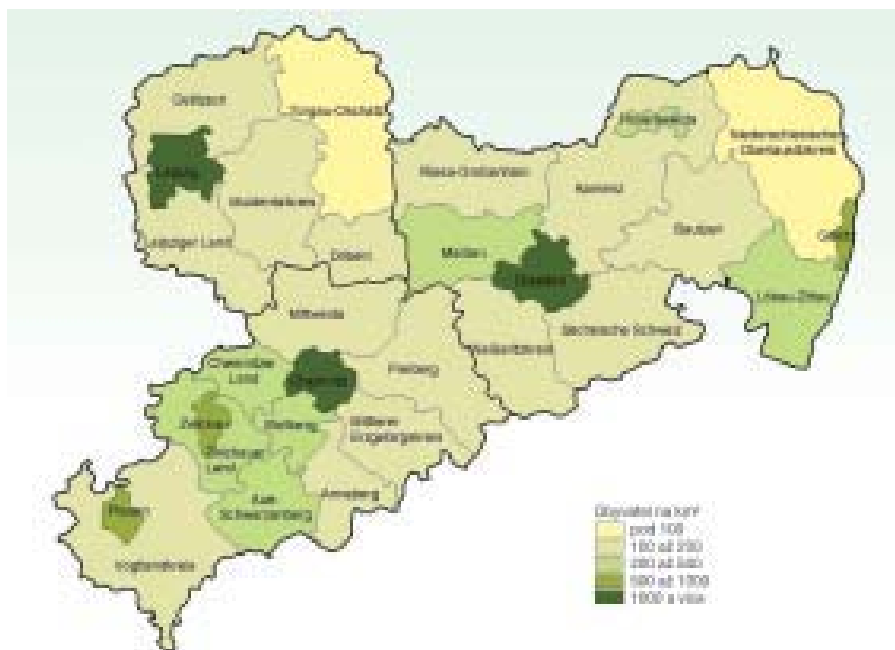 Delitzsch
Torgau-Oschatz
Hoyerswerda
Niederschlesischer
Oberlausitzkreis
Leipzig
Riesa-Großenhain
Kamenz
Muldentalkreis
Bautzen
Görlitz
Leipziger Land
Döbeln
Meißen
Dresden
Löbau-Zittau
Mittweida
Sächsische Schweiz
Weißeritzkreis
Freiberg
Chemnitzer
Land
Chemnitz
Zwickau
Stollberg
Mittlerer
Erzgebirgskreis
Zwickauer
Land
Annaberg
Aue-
Schwarzenberg
Plauen
Vogtlandkreis
Obyvatel na km²
pod 100
100 až 200
200 až 500
500 až 1000
1000 a více